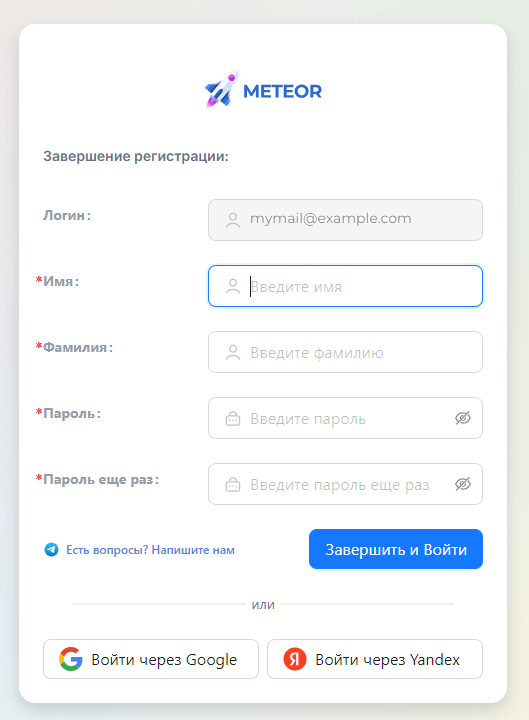 METEOR
Завершение регистрации:
Логин: mymail@example.com
*Имя: Введите имя
*Фамилия: Введите фамилию
*Пароль: Введите пароль
*Пароль еще раз: Введите пароль еще раз
Есть вопросы? Напишите нам Завершить и Войти
или
Войти через Google Я Войти через Yandex